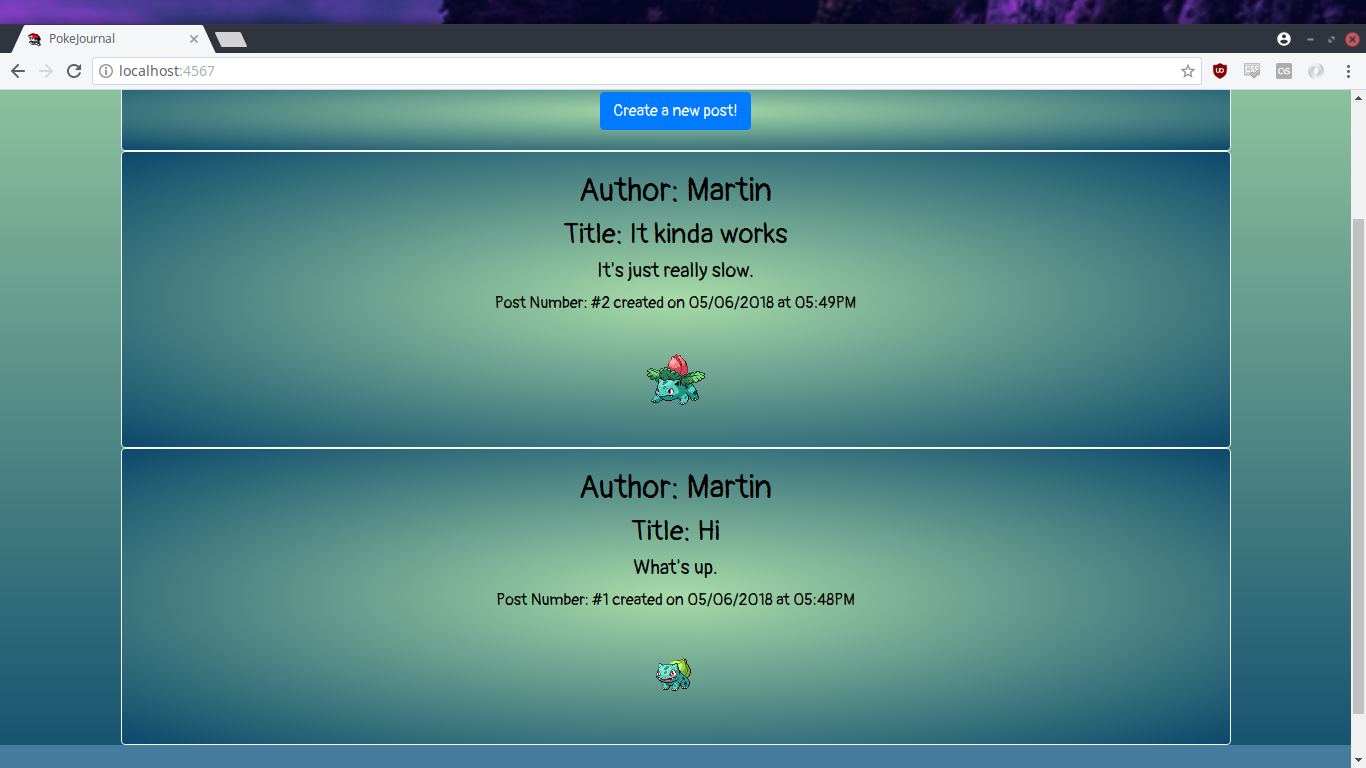 PokeJournal
localhost:4567
Create a new post!
Author: Martin
Title: It kinda works
It's just really slow.
Post Number: #2 created on 05/06/2018 at 05:49PM
Author: Martin
Title: Hi
What's up.
Post Number: #1 created on 05/06/2018 at 05:48PM